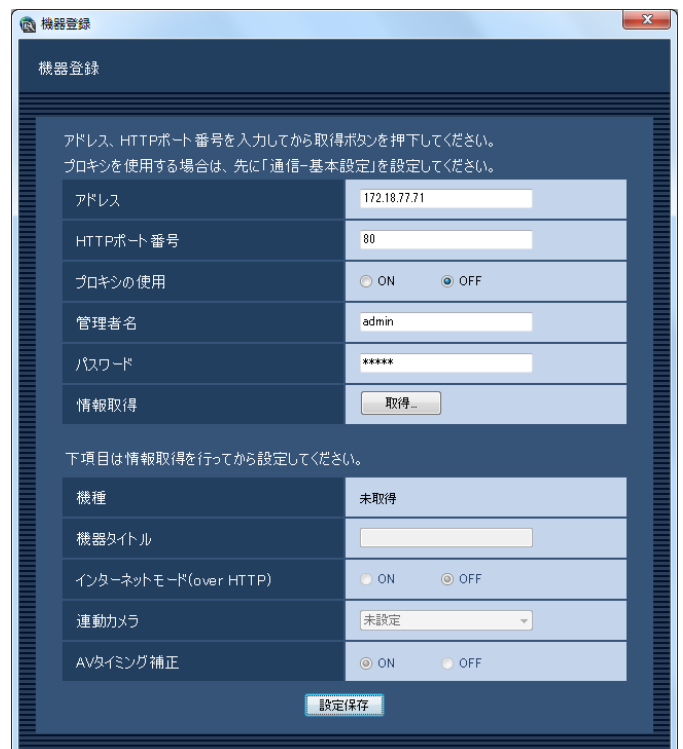 機器登録
機器登録
アドレス、HTTPポート番号を入力してから取得ボタンを押下してください。
プロキシを使用する場合は、先に「通信-基本設定」を設定してください。
アドレス 172.18.77.71
HTTPポート番号 80
プロキシの使用 ON OFF
管理者名 admin
パスワード *****
情報取得 取得...
下項目は情報取得を行ってから設定してください。
機種 未取得
機器タイトル
インターネットモード(over HTTP) ON OFF
連動カメラ 未設定
AVタイミング補正 ON OFF
設定保存